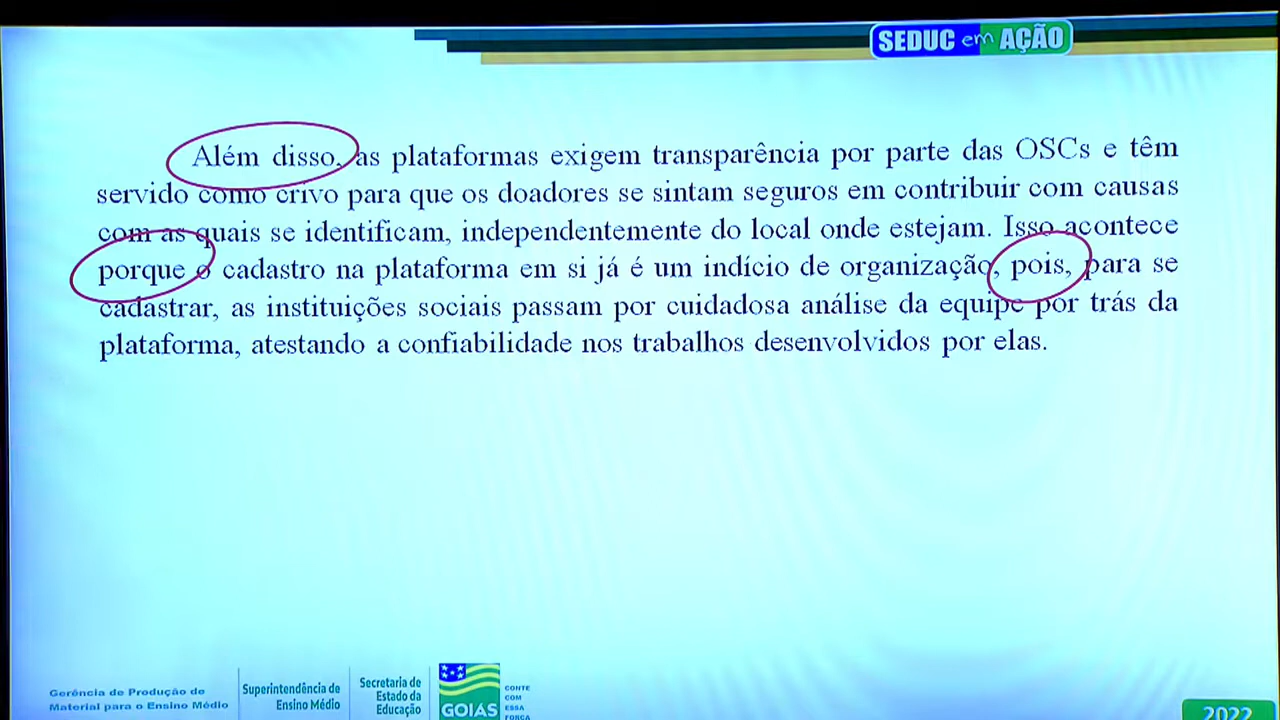 SEDUC em AÇÃO
Além disso, as plataformas exigem transparência por parte das OSCs e têm
servido como crivo para que os doadores se sintam seguros em contribuir com causas
com as quais se identificam, independentemente do local onde estejam. Isso acontece
porque o cadastro na plataforma em si já é um indício de organização, pois, para se
cadastrar, as instituições sociais passam por cuidadosa análise da equipe por trás da
plataforma, atestando a confiabilidade nos trabalhos desenvolvidos por elas.
Gerência de Produção de
Material para o Ensino Médio
Superintendência de
Ensino Médio
Secretaria de
Estado da
Educação
GOIÁS
CONTE
COM
ESSA
FORÇA
2022